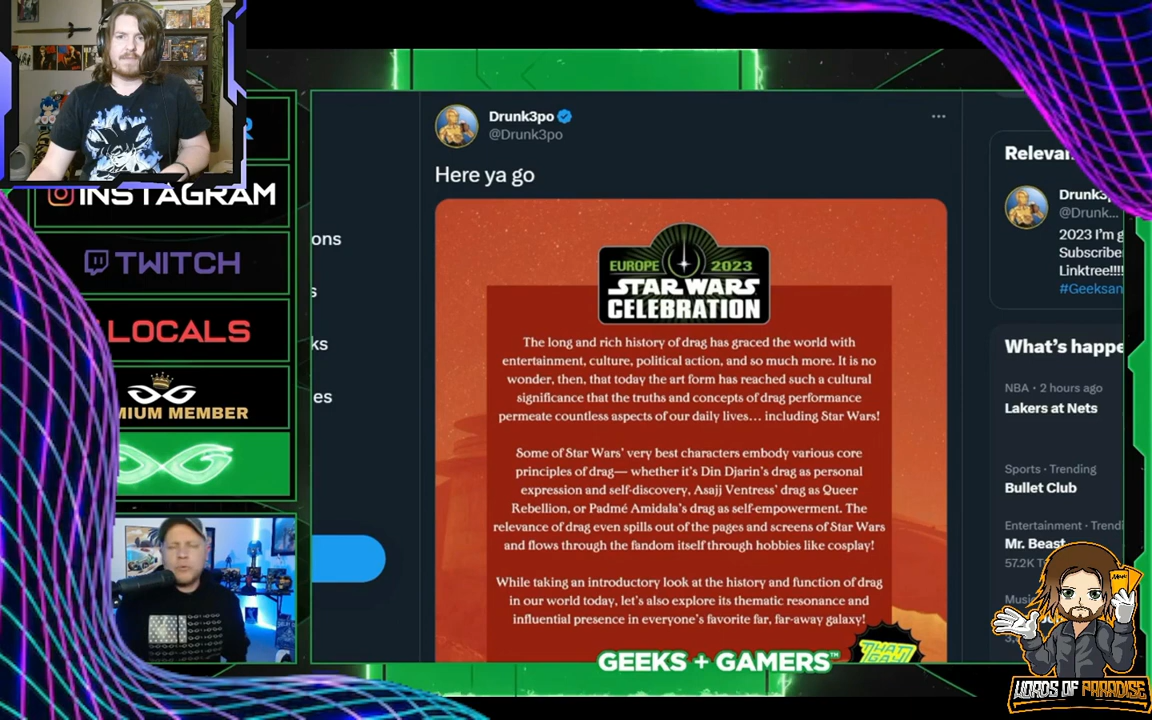 INSTAGRAM
TWITCH
LOCALS
MIUM MEMBER
ons
s
ks
es
Drunk3po
@Drunk3po
Here ya go
EUROPE 2023
STAR WARS
CELEBRATION
The long and rich history of drag has graced the world with
entertainment, culture, political action, and so much more. It is no
wonder, then, that today the art form has reached such a cultural
significance that the truths and concepts of drag performance
permeate countless aspects of our daily lives... including Star Wars!
Some of Star Wars' very best characters embody various core
principles of drag— whether it's Din Djarin's drag as personal
expression and self-discovery, Asajj Ventress' drag as Queer
Rebellion, or Padmé Amidala's drag as self-empowerment. The
relevance of drag even spills out of the pages and screens of Star Wars
and flows through the fandom itself through hobbies like cosplay!
While taking an introductory look at the history and function of drag
in our world today, let's also explore its thematic resonance and
influential presence in everyone's favorite far, far-away galaxy!
GEEKS + GAMERS™
Relevan
Drunk3p
@Drunk...
2023 I'm g
Subscribe
Linktree!!!!
#Geeksan
What's happe
NBA · 2 hours ago
Lakers at Nets
Sports · Trending
Bullet Club
Entertainment · Trendi
Mr. Beast
57.2K T
Mus
WORDS OF PARADISE